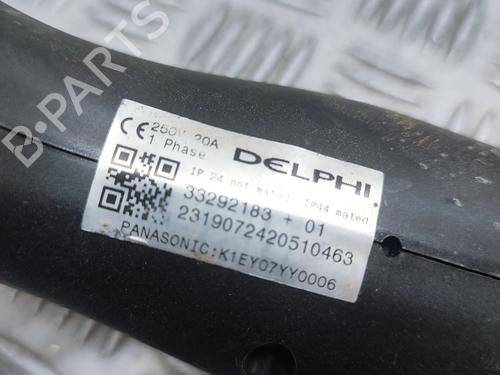 CE 250V 20A
1 Phase
DELPHI
IP 24 not mated, IP44 mated
33292183 + 01
2319072420510463
PANASONIC:K1EY07YY0006
B-PARTS